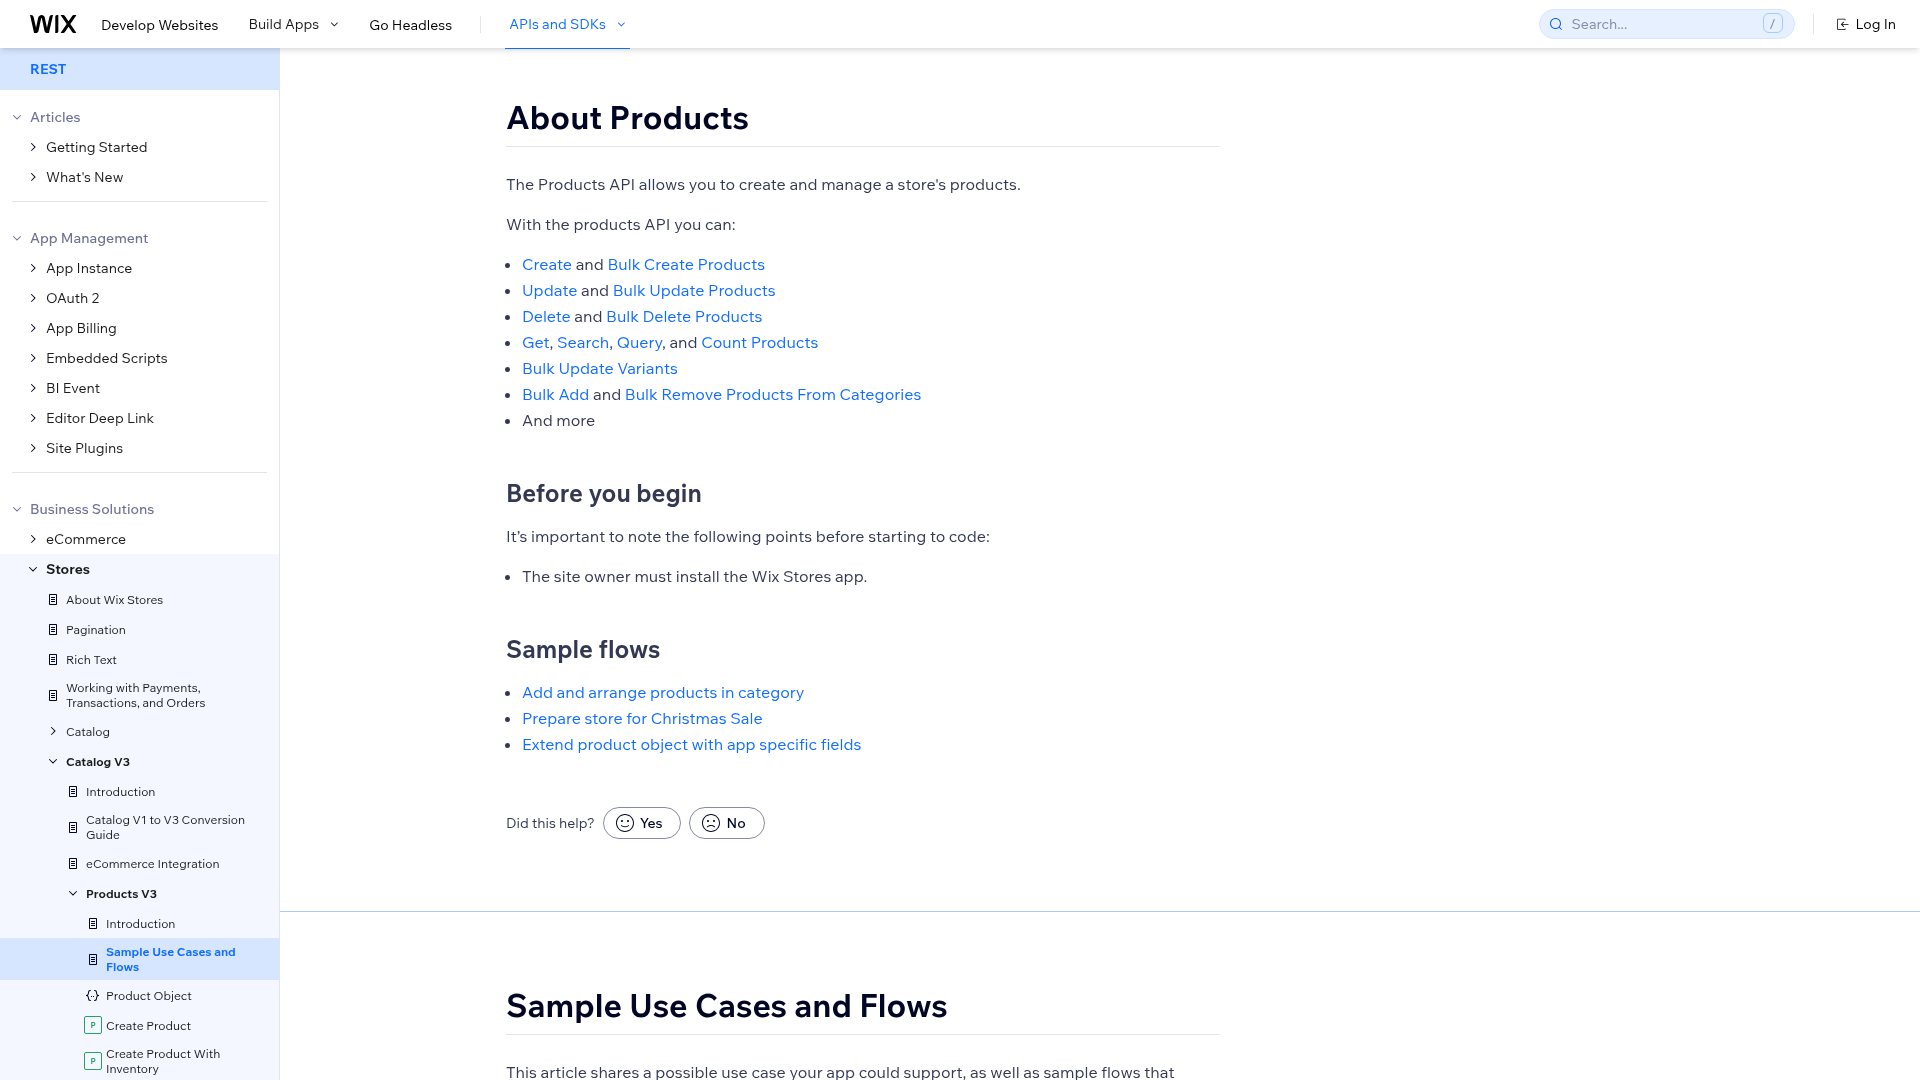 WIX
Develop Websites
Build Apps
Go Headless
APIs and SDKs
Search...
/
Log In
REST
Articles
Getting Started
What's New
App Management
App Instance
OAuth 2
App Billing
Embedded Scripts
BI Event
Editor Deep Link
Site Plugins
Business Solutions
eCommerce
Stores
About Wix Stores
Pagination
Rich Text
Working with Payments,
Transactions, and Orders
Catalog
Catalog V3
Introduction
Catalog V1 to V3 Conversion
Guide
eCommerce Integration
Products V3
Introduction
Sample Use Cases and
Flows
Product Object
P Create Product
P Create Product With
Inventory
About Products
The Products API allows you to create and manage a store's products.
With the products API you can:
• Create and Bulk Create Products
• Update and Bulk Update Products
• Delete and Bulk Delete Products
• Get, Search, Query, and Count Products
• Bulk Update Variants
• Bulk Add and Bulk Remove Products From Categories
• And more
Before you begin
It’s important to note the following points before starting to code:
• The site owner must install the Wix Stores app.
Sample flows
• Add and arrange products in category
• Prepare store for Christmas Sale
• Extend product object with app specific fields
Did this help?
Yes
No
Sample Use Cases and Flows
This article shares a possible use case your app could support, as well as sample flows that